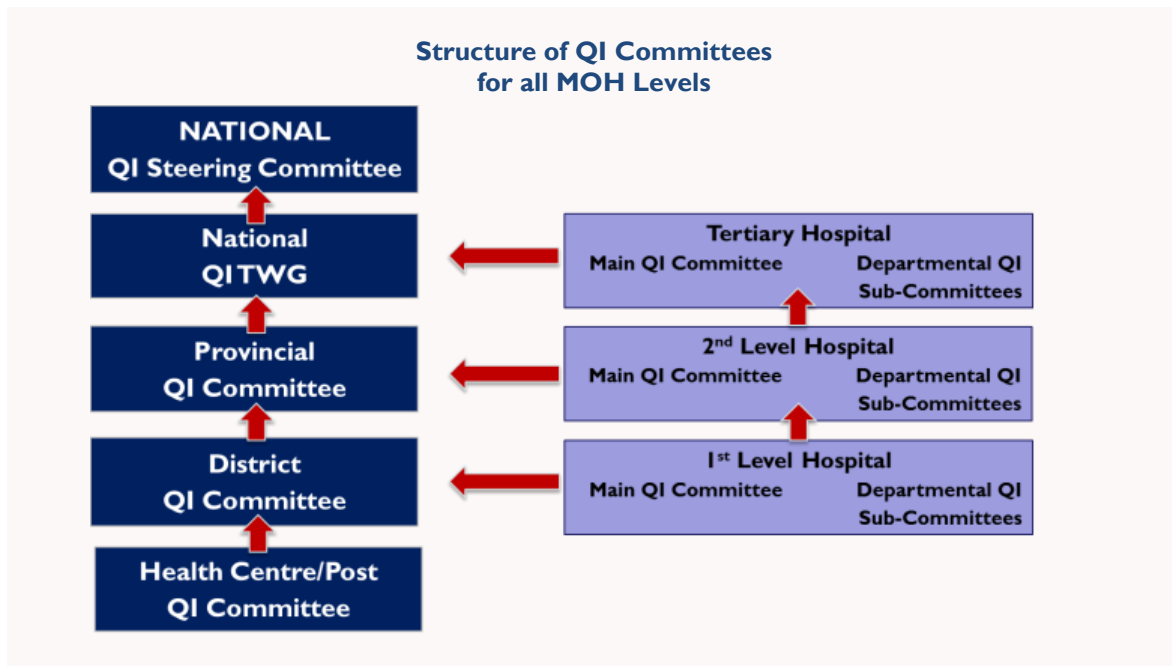 Structure of QI Committees
for all MOH Levels
NATIONAL
QI Steering Committee
National
QI TWG
Provincial
QI Committee
District
QI Committee
Health Centre/Post
QI Committee
Tertiary Hospital
Main QI Committee Departmental QI
Sub-Committees
2nd Level Hospital
Main QI Committee Departmental QI
Sub-Committees
1st Level Hospital
Main QI Committee Departmental QI
Sub-Committees